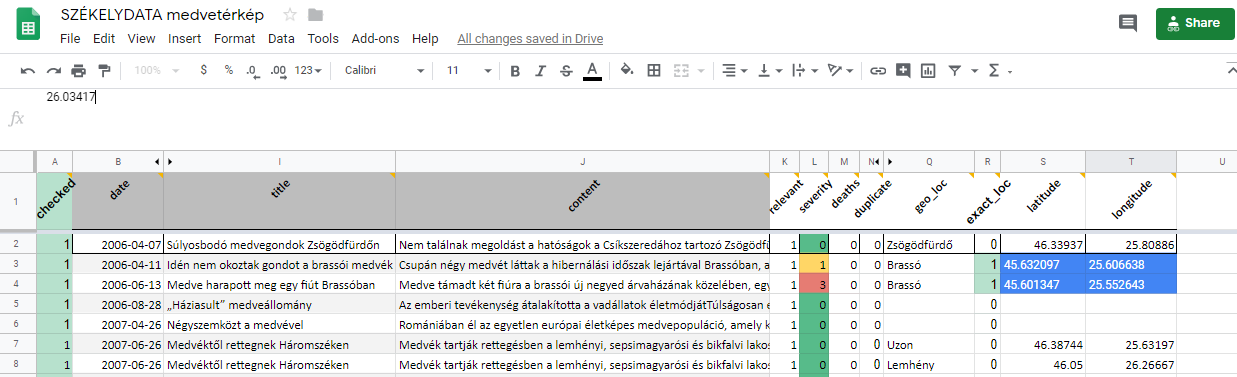 SZÉKELYDATA medvetérkép
File Edit View Insert Format Data Tools Add-ons Help All changes saved in Drive
Share
100% $ % .0 .00 123 Calibri 11 B I S A Σ
fx 26.03417
A B I J K L M N Q R S T U
1 checked date title content relevant severity deaths duplicate geo_loc exact_loc latitude longitude
2 1 2006-04-07 Súlyosbodó medvegondok Zsögödfürdőn Nem találnak megoldást a hatóságok a Csíkszeredához tartozó Zsögödfü 1 0 0 0 Zsögödfürdő 0 46.33937 25.80886
3 1 2006-04-11 Idén nem okoztak gondot a brassói medvék Csupán négy medvét láttak a hibernálási időszak lejártával Brassóban, a 1 1 0 0 Brassó 1 45.632097 25.606638
4 1 2006-06-13 Medve harapott meg egy fiút Brassóban Medve támadt két fiúra a brassói új negyed árvaházának közelében, egy 1 3 0 0 Brassó 1 45.601347 25.552643
5 1 2006-08-28 „Háziasult” medveállomány Az emberi tevékenység átalakította a vadállatok életmódjátTúlságosan e 1 0 0 0 0
6 1 2007-04-26 Négyszemközt a medvével Romániában él az egyetlen európai életképes medvepopuláció, amely k 1 0 0 0 0
7 1 2007-06-26 Medvéktől rettegnek Háromszéken Medvék tartják rettegésben a lemhényi, sepsimagyarósi és bikfalvi lakos 1 0 0 0 Uzon 0 46.38744 25.63197
8 1 2007-06-26 Medvéktől rettegnek Háromszéken Medvék tartják rettegésben a lemhényi, sepsimagyarósi és bikfalvi lakos 1 0 0 0 Lemhény 0 46.05 26.26667